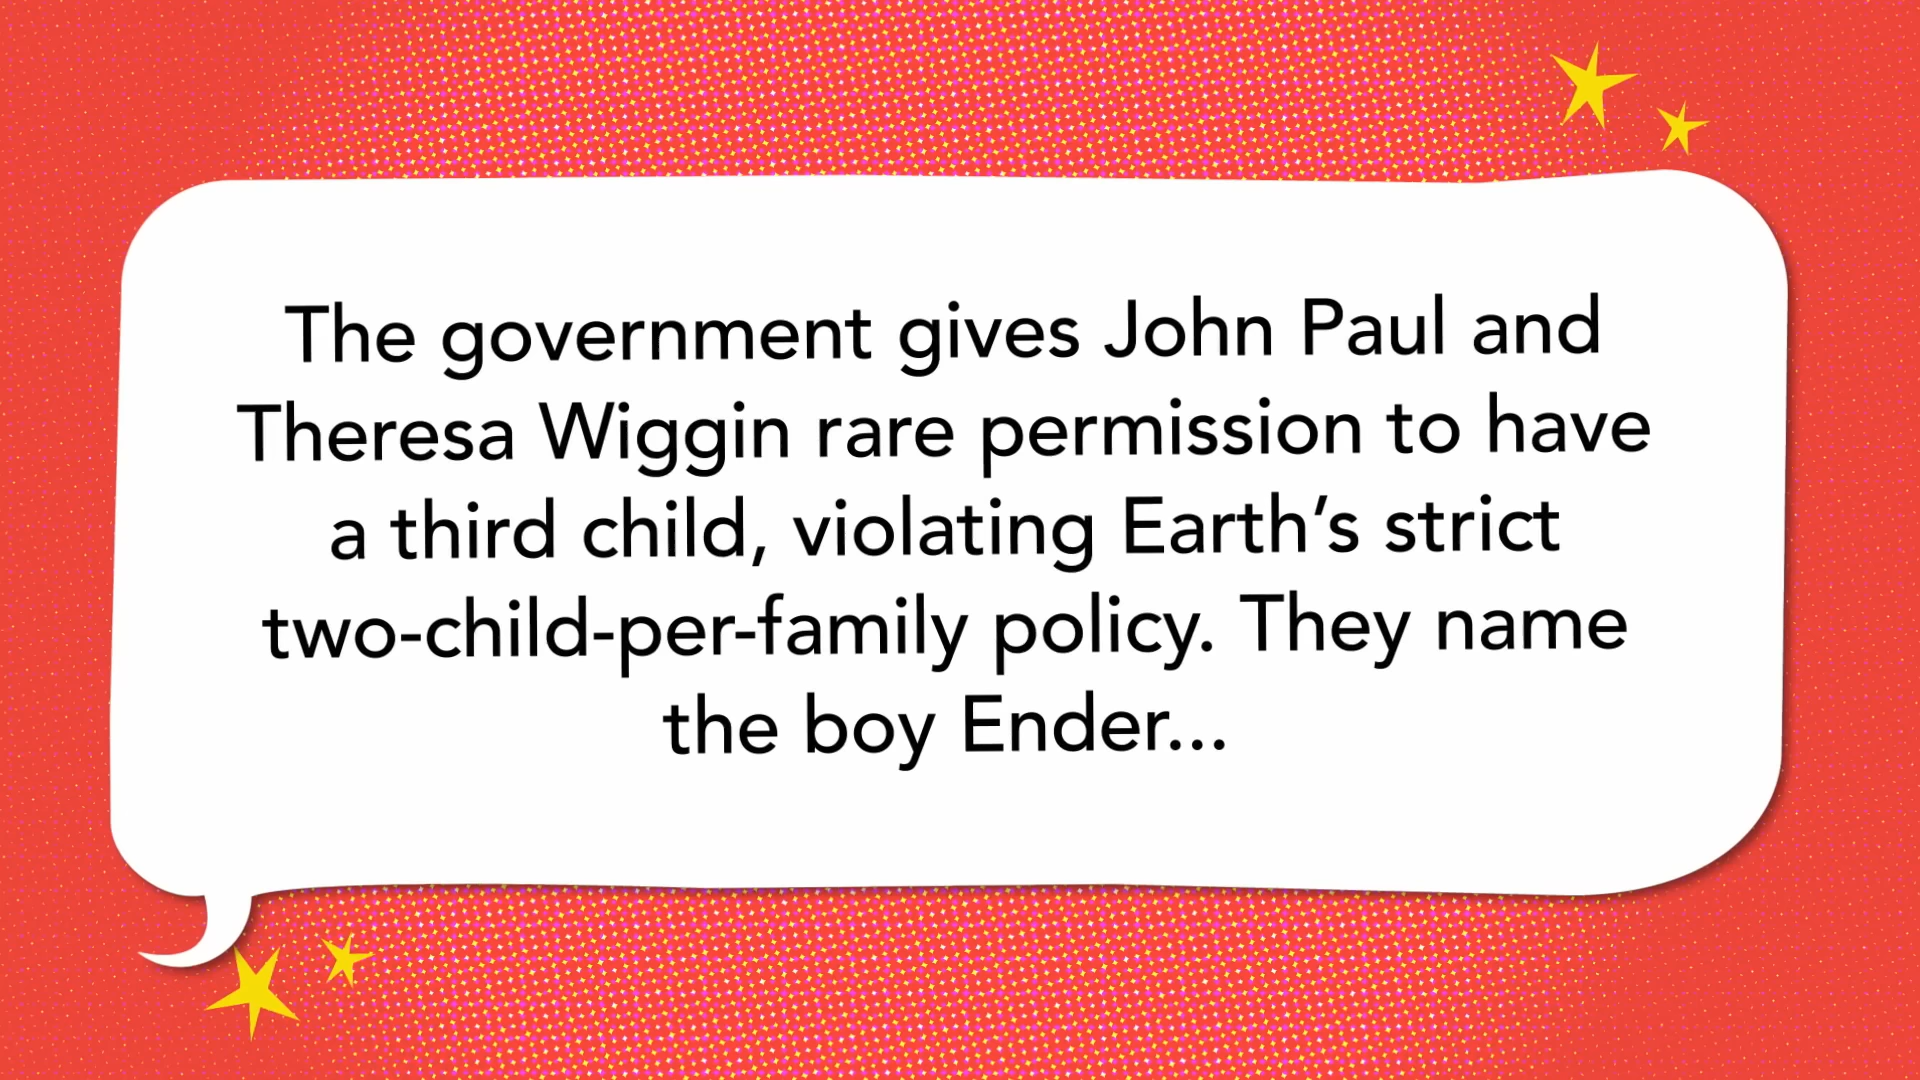 The government gives John Paul and
Theresa Wiggin rare permission to have
a third child, violating Earth’s strict
two-child-per-family policy. They name
the boy Ender...